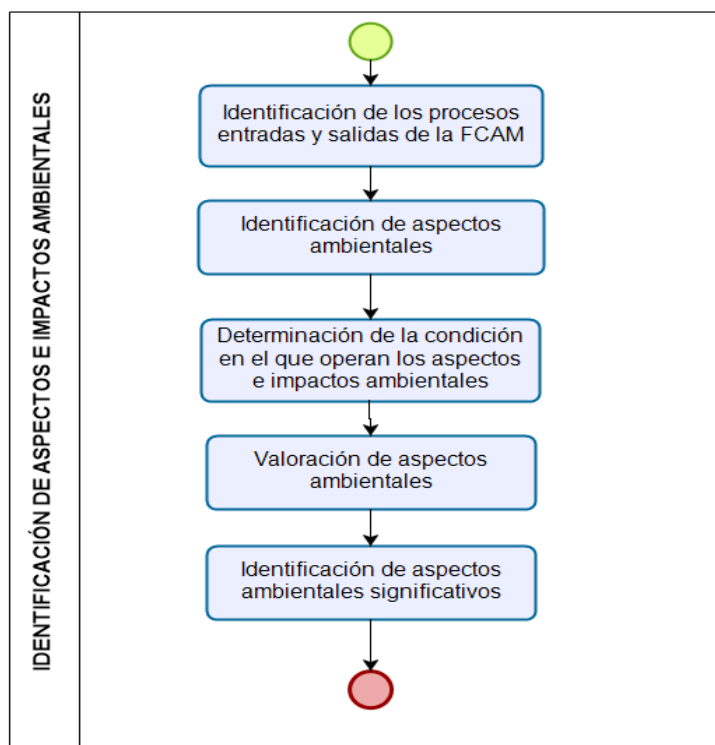 IDENTIFICACIÓN DE ASPECTOS E IMPACTOS AMBIENTALES
Identificación de los procesos
entradas y salidas de la FCAM
Identificación de aspectos
ambientales
Determinación de la condición
en el que operan los aspectos
e impactos ambientales
Valoración de aspectos
ambientales
Identificación de aspectos
ambientales significativos